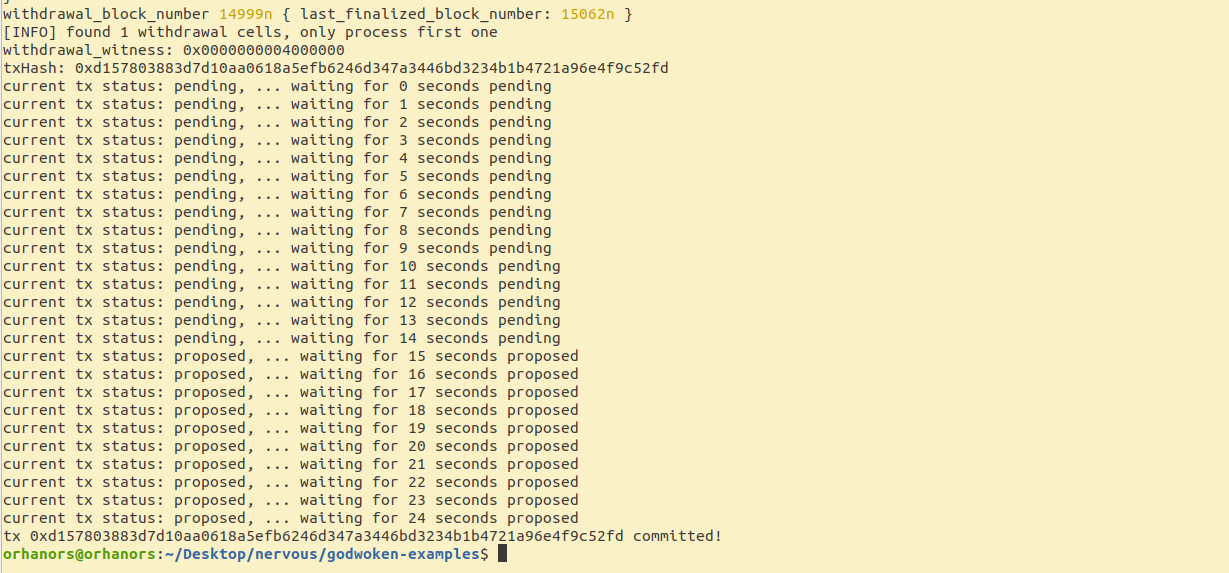 }
withdrawal_block_number 14999n { last_finalized_block_number: 15062n }
[INFO] found 1 withdrawal cells, only process first one
withdrawal_witness: 0x0000000004000000
txHash: 0xd157803883d7d10aa0618a5efb6246d347a3446bd3234b1b4721a96e4f9c52fd
current tx status: pending, ... waiting for 0 seconds pending
current tx status: pending, ... waiting for 1 seconds pending
current tx status: pending, ... waiting for 2 seconds pending
current tx status: pending, ... waiting for 3 seconds pending
current tx status: pending, ... waiting for 4 seconds pending
current tx status: pending, ... waiting for 5 seconds pending
current tx status: pending, ... waiting for 6 seconds pending
current tx status: pending, ... waiting for 7 seconds pending
current tx status: pending, ... waiting for 8 seconds pending
current tx status: pending, ... waiting for 9 seconds pending
current tx status: pending, ... waiting for 10 seconds pending
current tx status: pending, ... waiting for 11 seconds pending
current tx status: pending, ... waiting for 12 seconds pending
current tx status: pending, ... waiting for 13 seconds pending
current tx status: pending, ... waiting for 14 seconds pending
current tx status: proposed, ... waiting for 15 seconds proposed
current tx status: proposed, ... waiting for 16 seconds proposed
current tx status: proposed, ... waiting for 17 seconds proposed
current tx status: proposed, ... waiting for 18 seconds proposed
current tx status: proposed, ... waiting for 19 seconds proposed
current tx status: proposed, ... waiting for 20 seconds proposed
current tx status: proposed, ... waiting for 21 seconds proposed
current tx status: proposed, ... waiting for 22 seconds proposed
current tx status: proposed, ... waiting for 23 seconds proposed
current tx status: proposed, ... waiting for 24 seconds proposed
tx 0xd157803883d7d10aa0618a5efb6246d347a3446bd3234b1b4721a96e4f9c52fd committed!
orhanors@orhanors:~/Desktop/nervous/godwoken-examples$